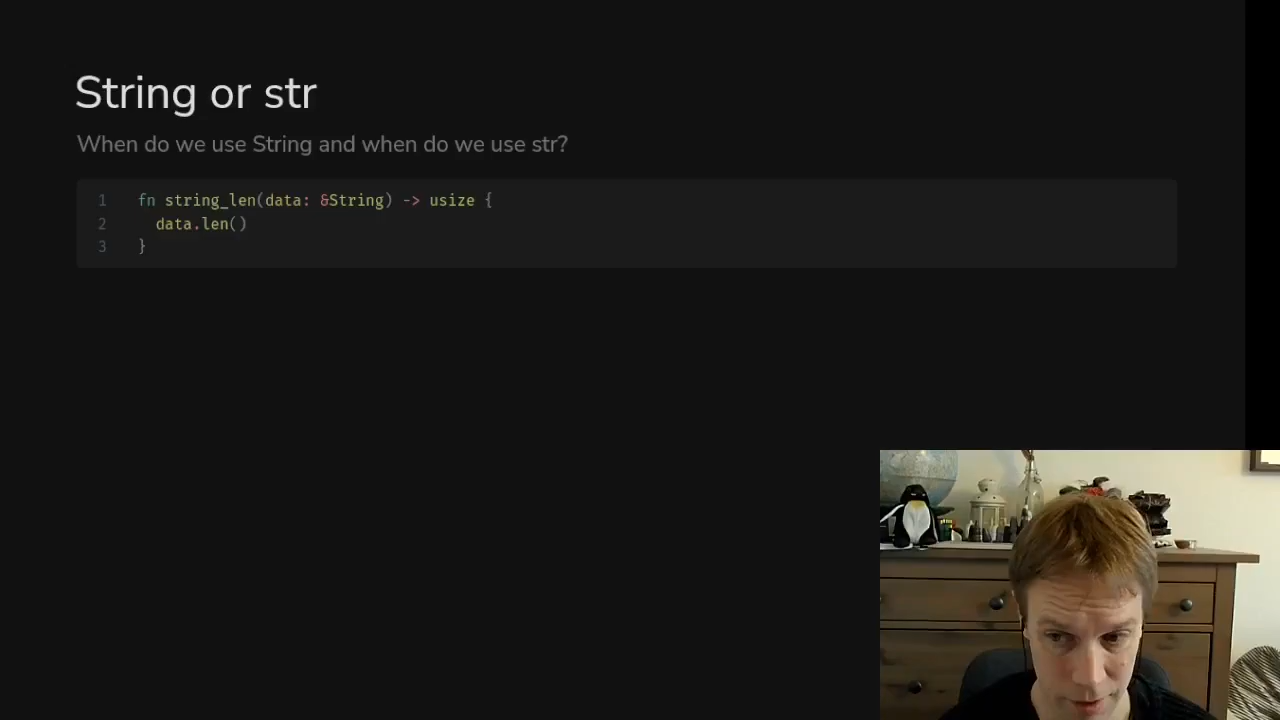 String or str
When do we use String and when do we use str?
1 fn string_len(data: &String) -> usize {
2 data.len()
3 }